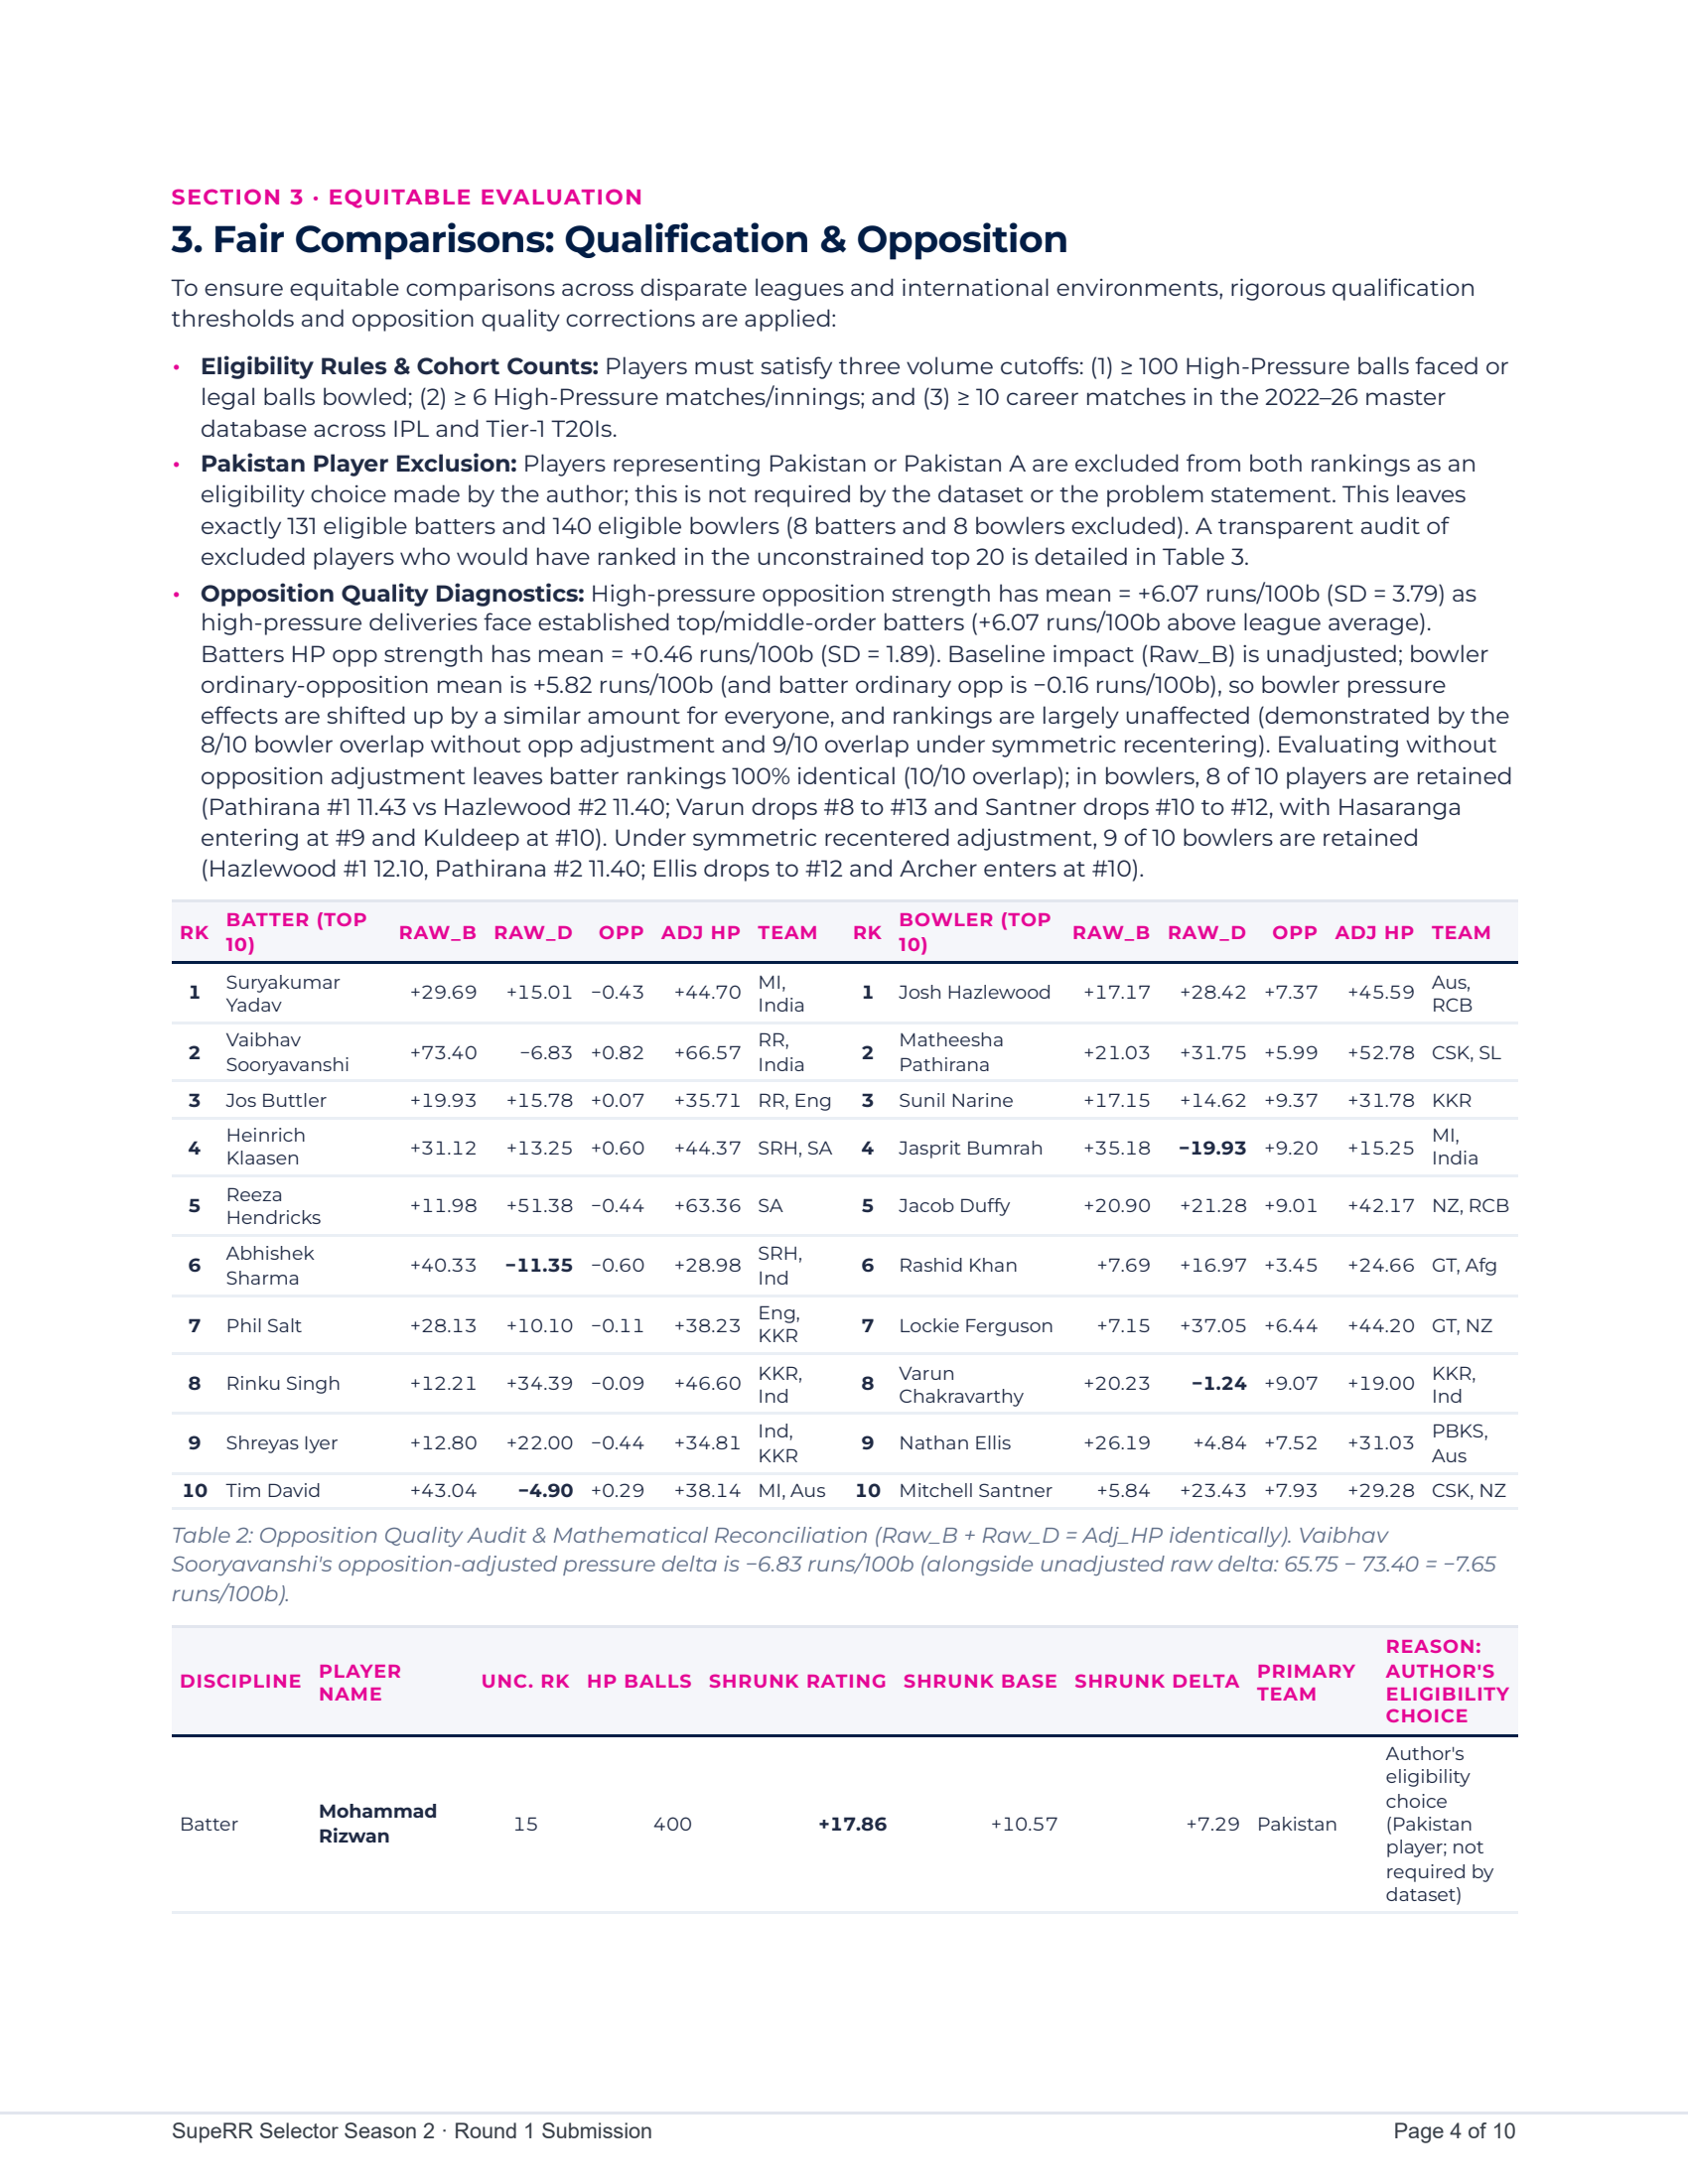 SECTION 3 · EQUITABLE EVALUATION
3. Fair Comparisons: Qualification & Opposition
To ensure equitable comparisons across disparate leagues and international environments, rigorous qualification
thresholds and opposition quality corrections are applied:
• Eligibility Rules & Cohort Counts: Players must satisfy three volume cutoffs: (1) ≥ 100 High-Pressure balls faced or
legal balls bowled; (2) ≥ 6 High-Pressure matches/innings; and (3) ≥ 10 career matches in the 2022–26 master
database across IPL and Tier-1 T20Is.
• Pakistan Player Exclusion: Players representing Pakistan or Pakistan A are excluded from both rankings as an
eligibility choice made by the author; this is not required by the dataset or the problem statement. This leaves
exactly 131 eligible batters and 140 eligible bowlers (8 batters and 8 bowlers excluded). A transparent audit of
excluded players who would have ranked in the unconstrained top 20 is detailed in Table 3.
• Opposition Quality Diagnostics: High-pressure opposition strength has mean = +6.07 runs/100b (SD = 3.79) as
high-pressure deliveries face established top/middle-order batters (+6.07 runs/100b above league average).
Batters HP opp strength has mean = +0.46 runs/100b (SD = 1.89). Baseline impact (Raw_B) is unadjusted; bowler
ordinary-opposition mean is +5.82 runs/100b (and batter ordinary opp is −0.16 runs/100b), so bowler pressure
effects are shifted up by a similar amount for everyone, and rankings are largely unaffected (demonstrated by the
8/10 bowler overlap without opp adjustment and 9/10 overlap under symmetric recentering). Evaluating without
opposition adjustment leaves batter rankings 100% identical (10/10 overlap); in bowlers, 8 of 10 players are retained
(Pathirana #1 11.43 vs Hazlewood #2 11.40; Varun drops #8 to #13 and Santner drops #10 to #12, with Hasaranga
entering at #9 and Kuldeep at #10). Under symmetric recentered adjustment, 9 of 10 bowlers are retained
(Hazlewood #1 12.10, Pathirana #2 11.40; Ellis drops to #12 and Archer enters at #10).
RK BATTER (TOP 10) RAW_B RAW_D OPP ADJ HP TEAM RK BOWLER (TOP 10) RAW_B RAW_D OPP ADJ HP TEAM
1 Suryakumar Yadav +29.69 +15.01 −0.43 +44.70 MI, India 1 Josh Hazlewood +17.17 +28.42 +7.37 +45.59 Aus, RCB
2 Vaibhav Sooryavanshi +73.40 −6.83 +0.82 +66.57 RR, India 2 Matheesha Pathirana +21.03 +31.75 +5.99 +52.78 CSK, SL
3 Jos Buttler +19.93 +15.78 +0.07 +35.71 RR, Eng 3 Sunil Narine +17.15 +14.62 +9.37 +31.78 KKR
4 Heinrich Klaasen +31.12 +13.25 +0.60 +44.37 SRH, SA 4 Jasprit Bumrah +35.18 −19.93 +9.20 +15.25 MI, India
5 Reeza Hendricks +11.98 +51.38 −0.44 +63.36 SA 5 Jacob Duffy +20.90 +21.28 +9.01 +42.17 NZ, RCB
6 Abhishek Sharma +40.33 −11.35 −0.60 +28.98 SRH, Ind 6 Rashid Khan +7.69 +16.97 +3.45 +24.66 GT, Afg
7 Phil Salt +28.13 +10.10 −0.11 +38.23 Eng, KKR 7 Lockie Ferguson +7.15 +37.05 +6.44 +44.20 GT, NZ
8 Rinku Singh +12.21 +34.39 −0.09 +46.60 KKR, Ind 8 Varun Chakravarthy +20.23 −1.24 +9.07 +19.00 KKR, Ind
9 Shreyas Iyer +12.80 +22.00 −0.44 +34.81 Ind, KKR 9 Nathan Ellis +26.19 +4.84 +7.52 +31.03 PBKS, Aus
10 Tim David +43.04 −4.90 +0.29 +38.14 MI, Aus 10 Mitchell Santner +5.84 +23.43 +7.93 +29.28 CSK, NZ
Table 2: Opposition Quality Audit & Mathematical Reconciliation (Raw_B + Raw_D = Adj_HP identically). Vaibhav
Sooryavanshi's opposition-adjusted pressure delta is −6.83 runs/100b (alongside unadjusted raw delta: 65.75 − 73.40 = −7.65
runs/100b).
DISCIPLINE PLAYER NAME UNC. RK HP BALLS SHRUNK RATING SHRUNK BASE SHRUNK DELTA PRIMARY TEAM REASON: AUTHOR'S ELIGIBILITY CHOICE
Batter Mohammad Rizwan 15 400 +17.86 +10.57 +7.29 Pakistan Author's eligibility choice (Pakistan player; not required by dataset)
SupeRR Selector Season 2 · Round 1 Submission
Page 4 of 10